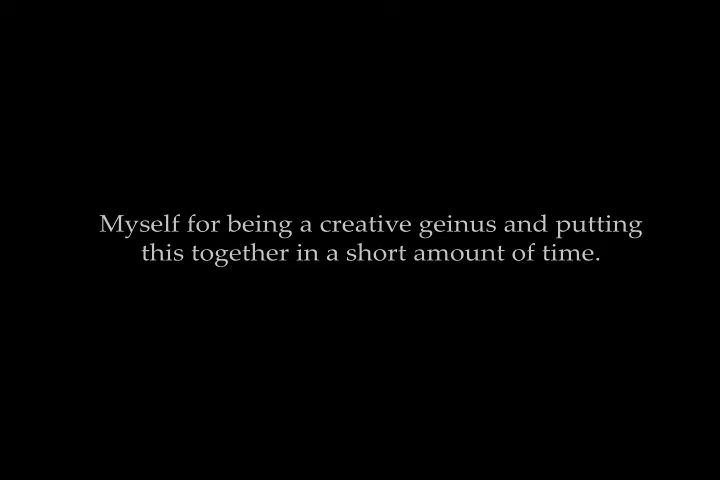 Myself for being a creative geinus and putting
this together in a short amount of time.